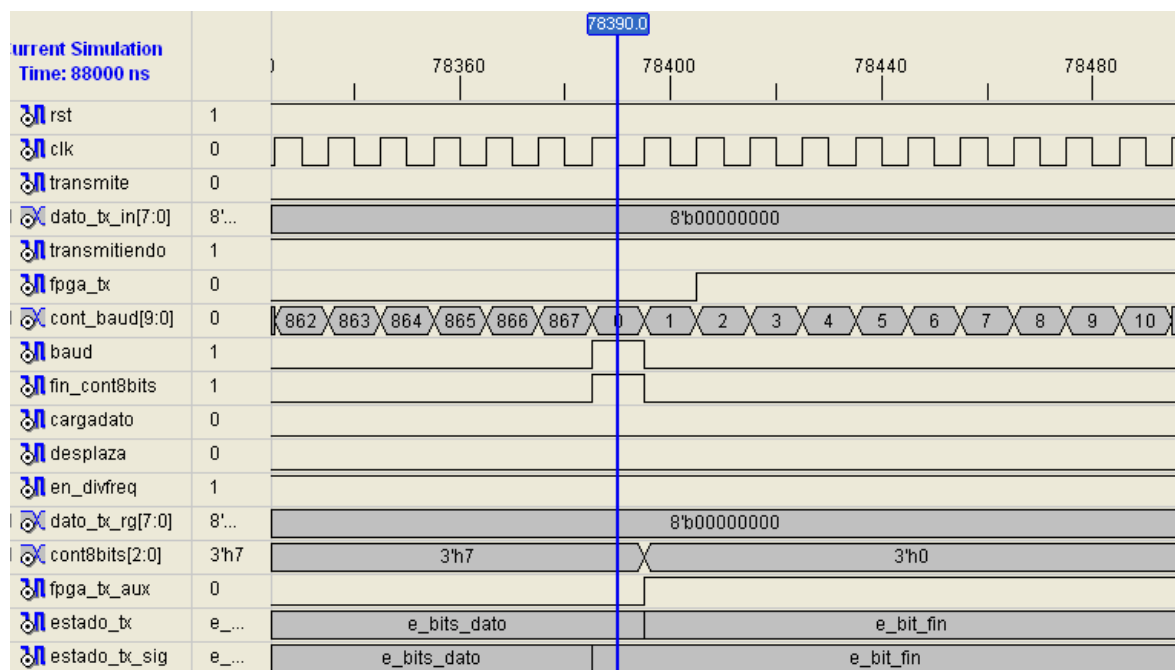 78390.0
urrent Simulation
Time: 88000 ns
78360 78400 78440 78480
rst 1
clk 0
transmite 0
dato_tx_in[7:0] 8'... 8'b00000000
transmitiendo 1
fpga_tx 0
cont_baud[9:0] 0 862 863 864 865 866 867 0 1 2 3 4 5 6 7 8 9 10
baud 1
fin_cont8bits 1
cargadato 0
desplaza 0
en_divfreq 1
dato_tx_rg[7:0] 8'... 8'b00000000
cont8bits[2:0] 3'h7 3'h7 3'h0
fpga_tx_aux 0
estado_tx e_... e_bits_dato e_bit_fin
estado_tx_sig e_... e_bits_dato e_bit_fin